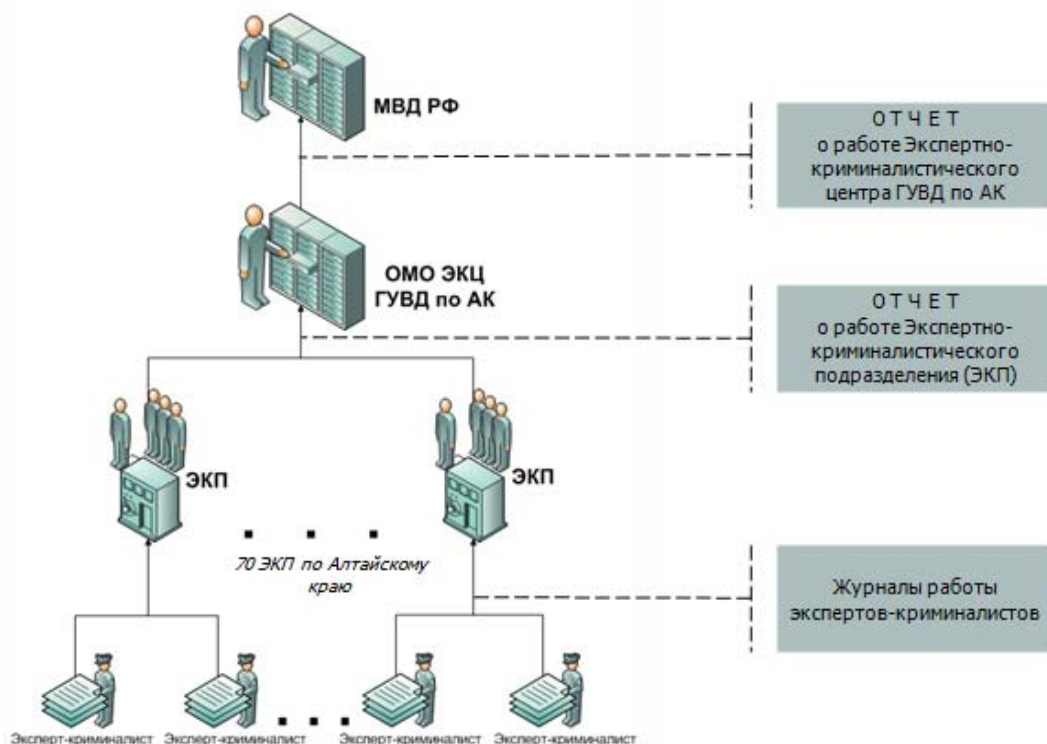 МВД РФ
О Т Ч Е Т
о работе Экспертно-
криминалистического
центра ГУВД по АК
ОМО ЭКЦ
ГУВД по АК
О Т Ч Е Т
о работе Экспертно-
криминалистического
подразделения (ЭКП)
ЭКП
ЭКП
70 ЭКП по Алтайскому
краю
Журналы работы
экспертов-криминалистов
Эксперт-криминалист
Эксперт-криминалист
Эксперт-криминалист
Эксперт-криминалист